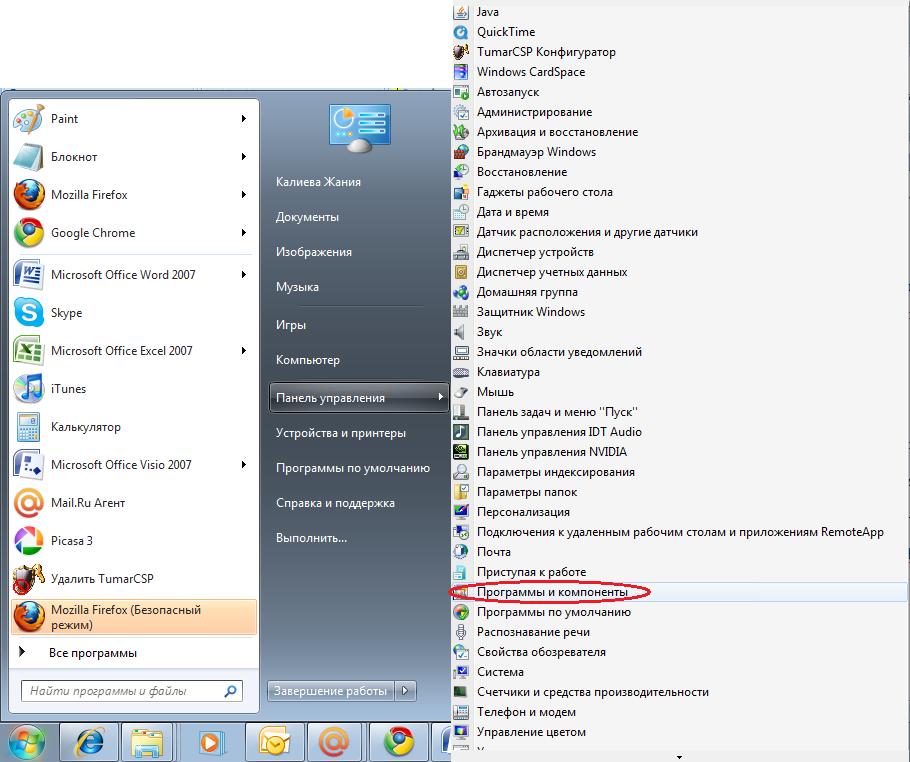 Paint
Блокнот
Mozilla Firefox
Google Chrome
Microsoft Office Word 2007
Skype
Microsoft Office Excel 2007
iTunes
Калькулятор
Microsoft Office Visio 2007
Mail.Ru Агент
Picasa 3
Удалить TumarCSP
Mozilla Firefox (Безопасный
режим)
Все программы
Найти программы и файлы
Калиева Жания
Документы
Изображения
Музыка
Игры
Компьютер
Панель управления
Устройства и принтеры
Программы по умолчанию
Справка и поддержка
Выполнить...
Завершение работы
Java
QuickTime
TumarCSP Конфигуратор
Windows CardSpace
Автозапуск
Администрирование
Архивация и восстановление
Брандмауэр Windows
Восстановление
Гаджеты рабочего стола
Дата и время
Датчик расположения и другие датчики
Диспетчер устройств
Диспетчер учетных данных
Домашняя группа
Защитник Windows
Звук
Значки области уведомлений
Клавиатура
Мышь
Панель задач и меню "Пуск"
Панель управления IDT Audio
Панель управления NVIDIA
Параметры индексирования
Параметры папок
Персонализация
Подключения к удаленным рабочим столам и приложениям RemoteApp
Почта
Приступая к работе
Программы и компоненты
Программы по умолчанию
Распознавание речи
Свойства обозревателя
Система
Счетчики и средства производительности
Телефон и модем
Управление цветом